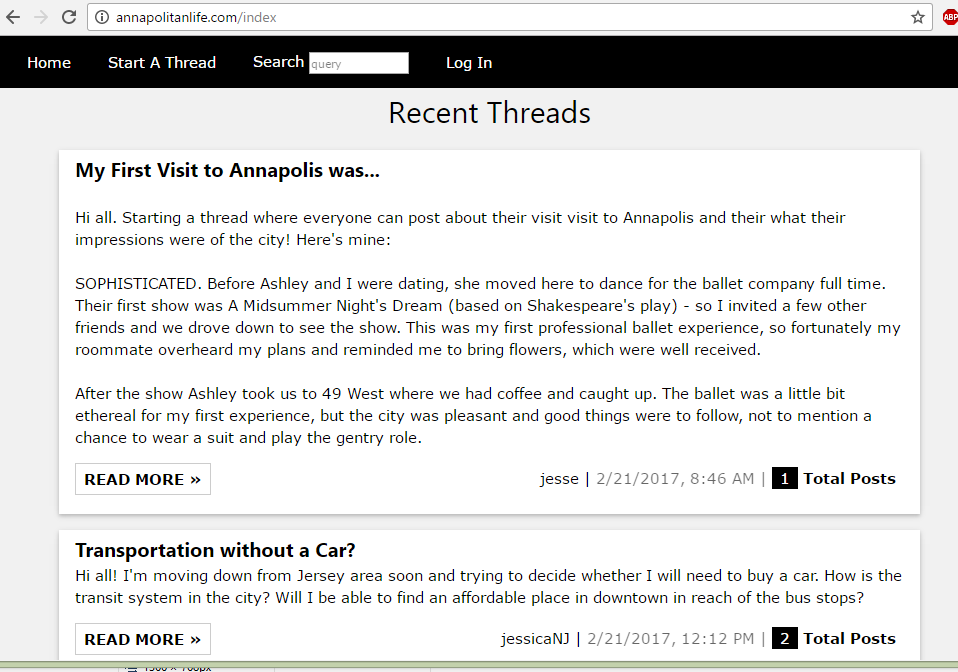 annapolitanlife.com/index
ABP
Home Start A Thread Search query Log In
Recent Threads
My First Visit to Annapolis was...
Hi all. Starting a thread where everyone can post about their visit visit to Annapolis and their what their
impressions were of the city! Here's mine:
SOPHISTICATED. Before Ashley and I were dating, she moved here to dance for the ballet company full time.
Their first show was A Midsummer Night's Dream (based on Shakespeare's play) - so I invited a few other
friends and we drove down to see the show. This was my first professional ballet experience, so fortunately my
roommate overheard my plans and reminded me to bring flowers, which were well received.
After the show Ashley took us to 49 West where we had coffee and caught up. The ballet was a little bit
ethereal for my first experience, but the city was pleasant and good things were to follow, not to mention a
chance to wear a suit and play the gentry role.
READ MORE » jesse | 2/21/2017, 8:46 AM | 1 Total Posts
Transportation without a Car?
Hi all! I'm moving down from Jersey area soon and trying to decide whether I will need to buy a car. How is the
transit system in the city? Will I be able to find an affordable place in downtown in reach of the bus stops?
READ MORE » jessicaNJ | 2/21/2017, 12:12 PM | 2 Total Posts